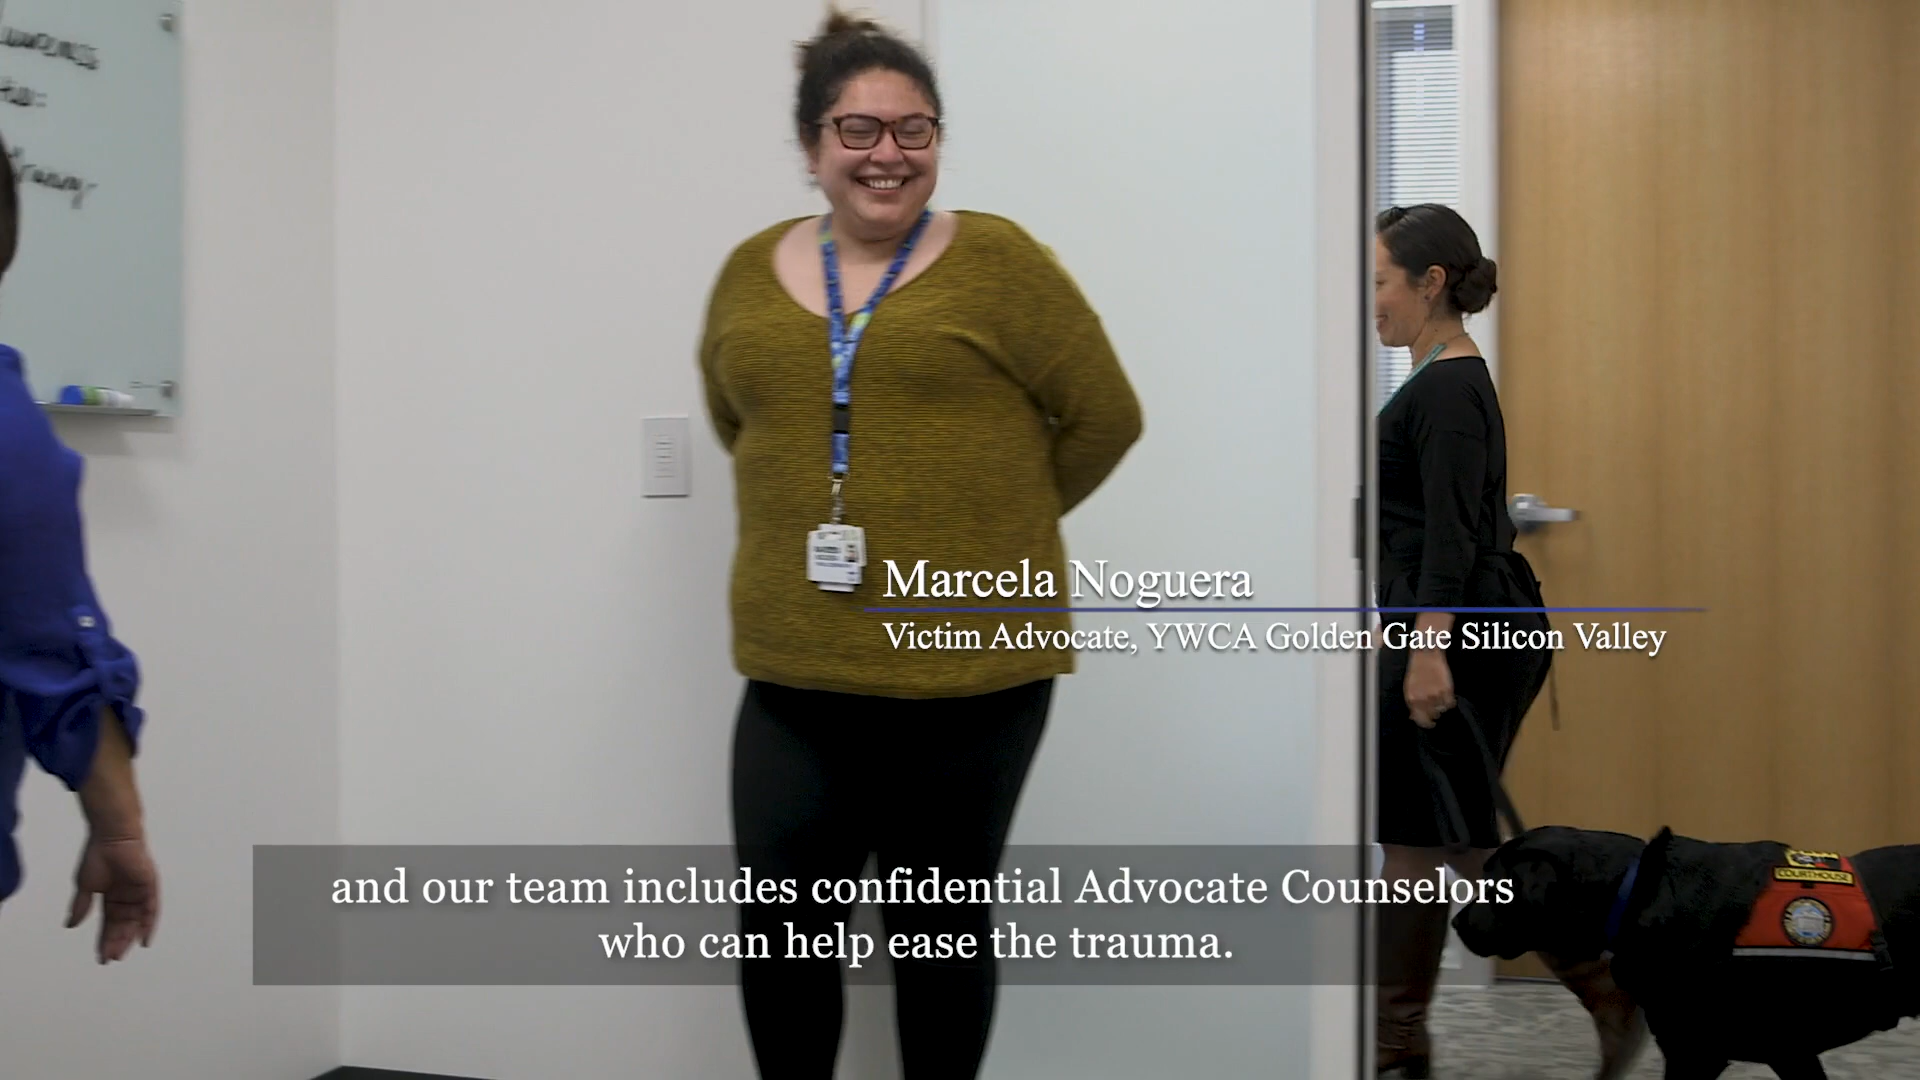 Marcela Noguera
Victim Advocate, YWCA Golden Gate Silicon Valley
COURTHOUSE
and our team includes confidential Advocate Counselors
who can help ease the trauma.